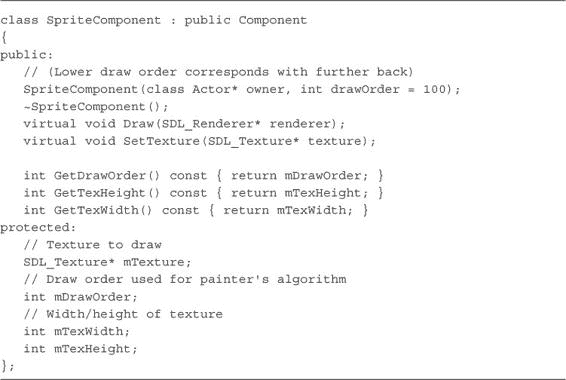 class SpriteComponent : public Component
{
public:
   // (Lower draw order corresponds with further back)
   SpriteComponent(class Actor* owner, int drawOrder = 100);
   ~SpriteComponent();
   virtual void Draw(SDL_Renderer* renderer);
   virtual void SetTexture(SDL_Texture* texture);

   int GetDrawOrder() const { return mDrawOrder; }
   int GetTexHeight() const { return mTexHeight; }
   int GetTexWidth() const { return mTexWidth; }
protected:
   // Texture to draw
   SDL_Texture* mTexture;
   // Draw order used for painter's algorithm
   int mDrawOrder;
   // Width/height of texture
   int mTexWidth;
   int mTexHeight;
};